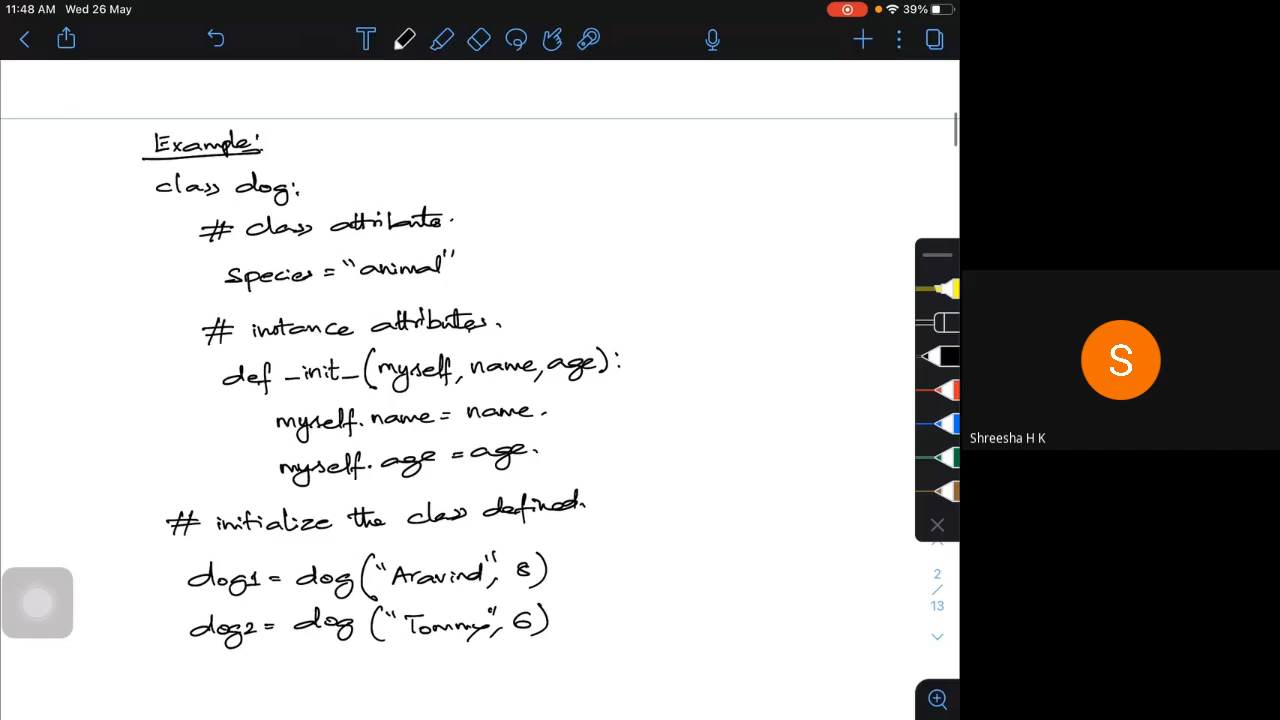 11:48 AM Wed 26 May
39%
Example:
class dog:
# class attributes.
species = "animal"
# instance attributes.
def _init_(myself, name, age):
myself.name = name.
myself.age = age.
# initialize the class defined.
dog1 = dog("Aravind", 8)
dog2 = dog("Tommy", 6)
2
/
13
S
Shreesha H K